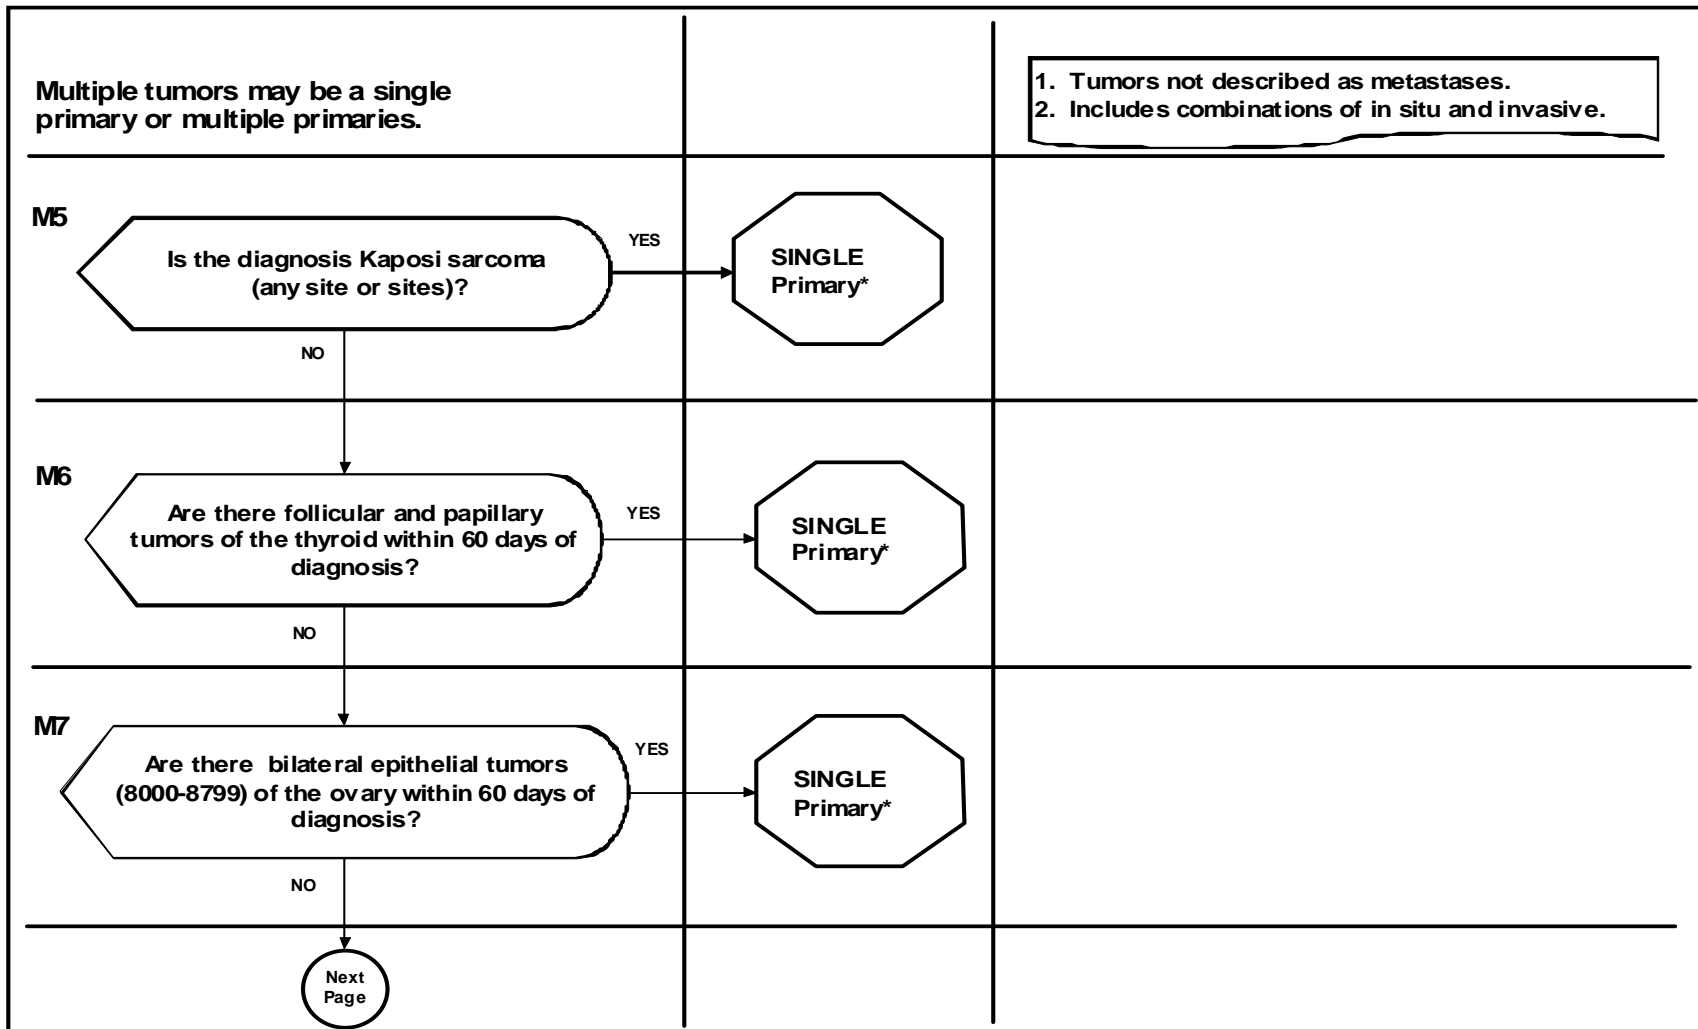 Multiple tumors may be a single
primary or multiple primaries.
1. Tumors not described as metastases.
2. Includes combinations of in situ and invasive.
M5
Is the diagnosis Kaposi sarcoma
(any site or sites)?
YES
SINGLE
Primary*
NO
M6
Are there follicular and papillary
tumors of the thyroid within 60 days of
diagnosis?
YES
SINGLE
Primary*
NO
M7
Are there bilateral epithelial tumors
(8000-8799) of the ovary within 60 days of
diagnosis?
YES
SINGLE
Primary*
NO
Next
Page